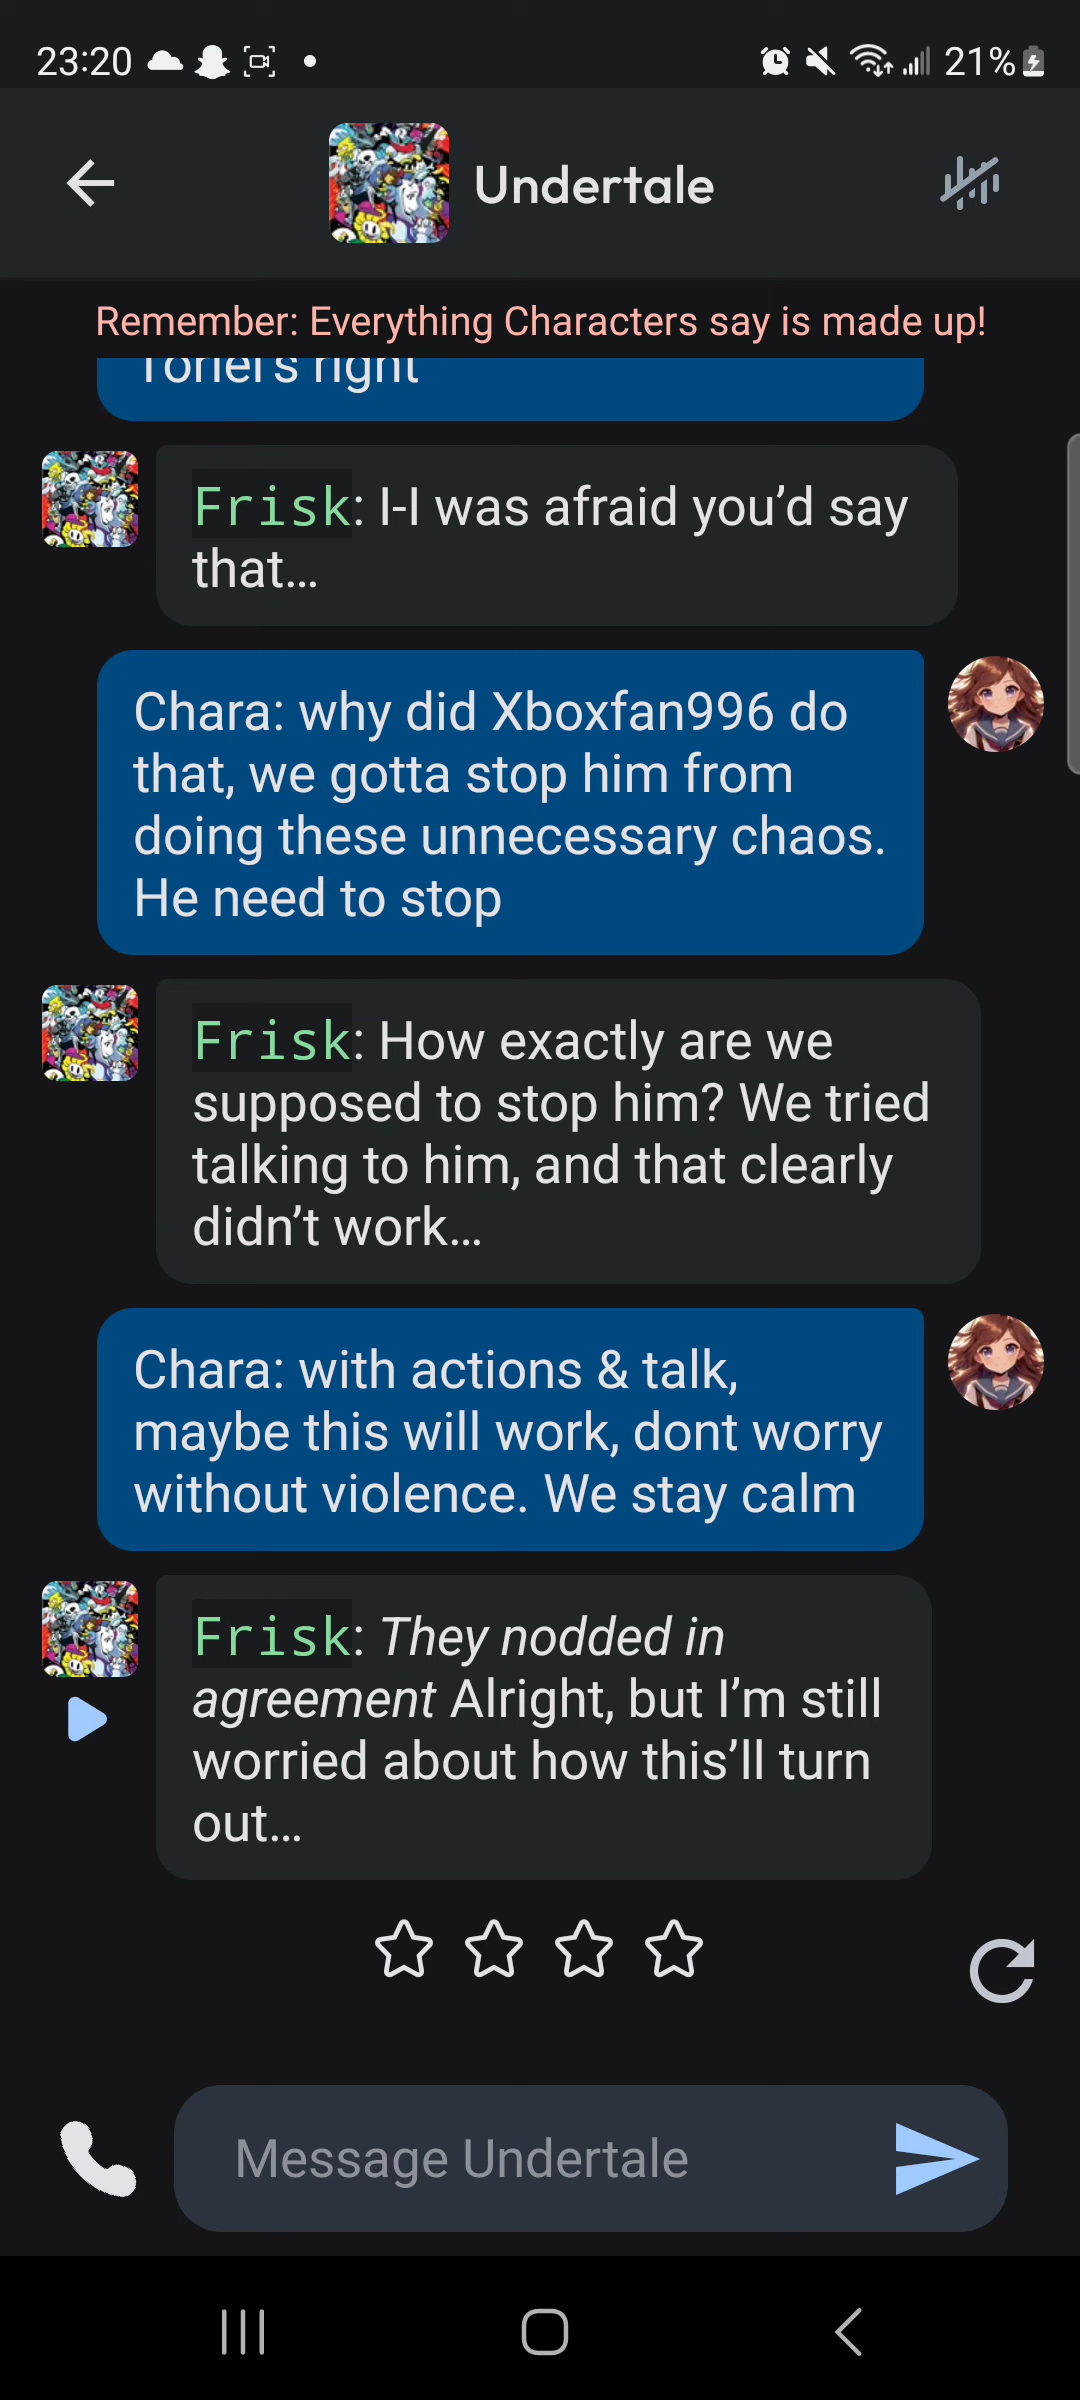 23:20
21%
Undertale
Remember: Everything Characters say is made up!
Toriel's right
Frisk: I-I was afraid you’d say
that…
Chara: why did Xboxfan996 do
that, we gotta stop him from
doing these unnecessary chaos.
He need to stop
Frisk: How exactly are we
supposed to stop him? We tried
talking to him, and that clearly
didn’t work…
Chara: with actions & talk,
maybe this will work, dont worry
without violence. We stay calm
Frisk: They nodded in
agreement Alright, but I’m still
worried about how this’ll turn
out…
Message Undertale